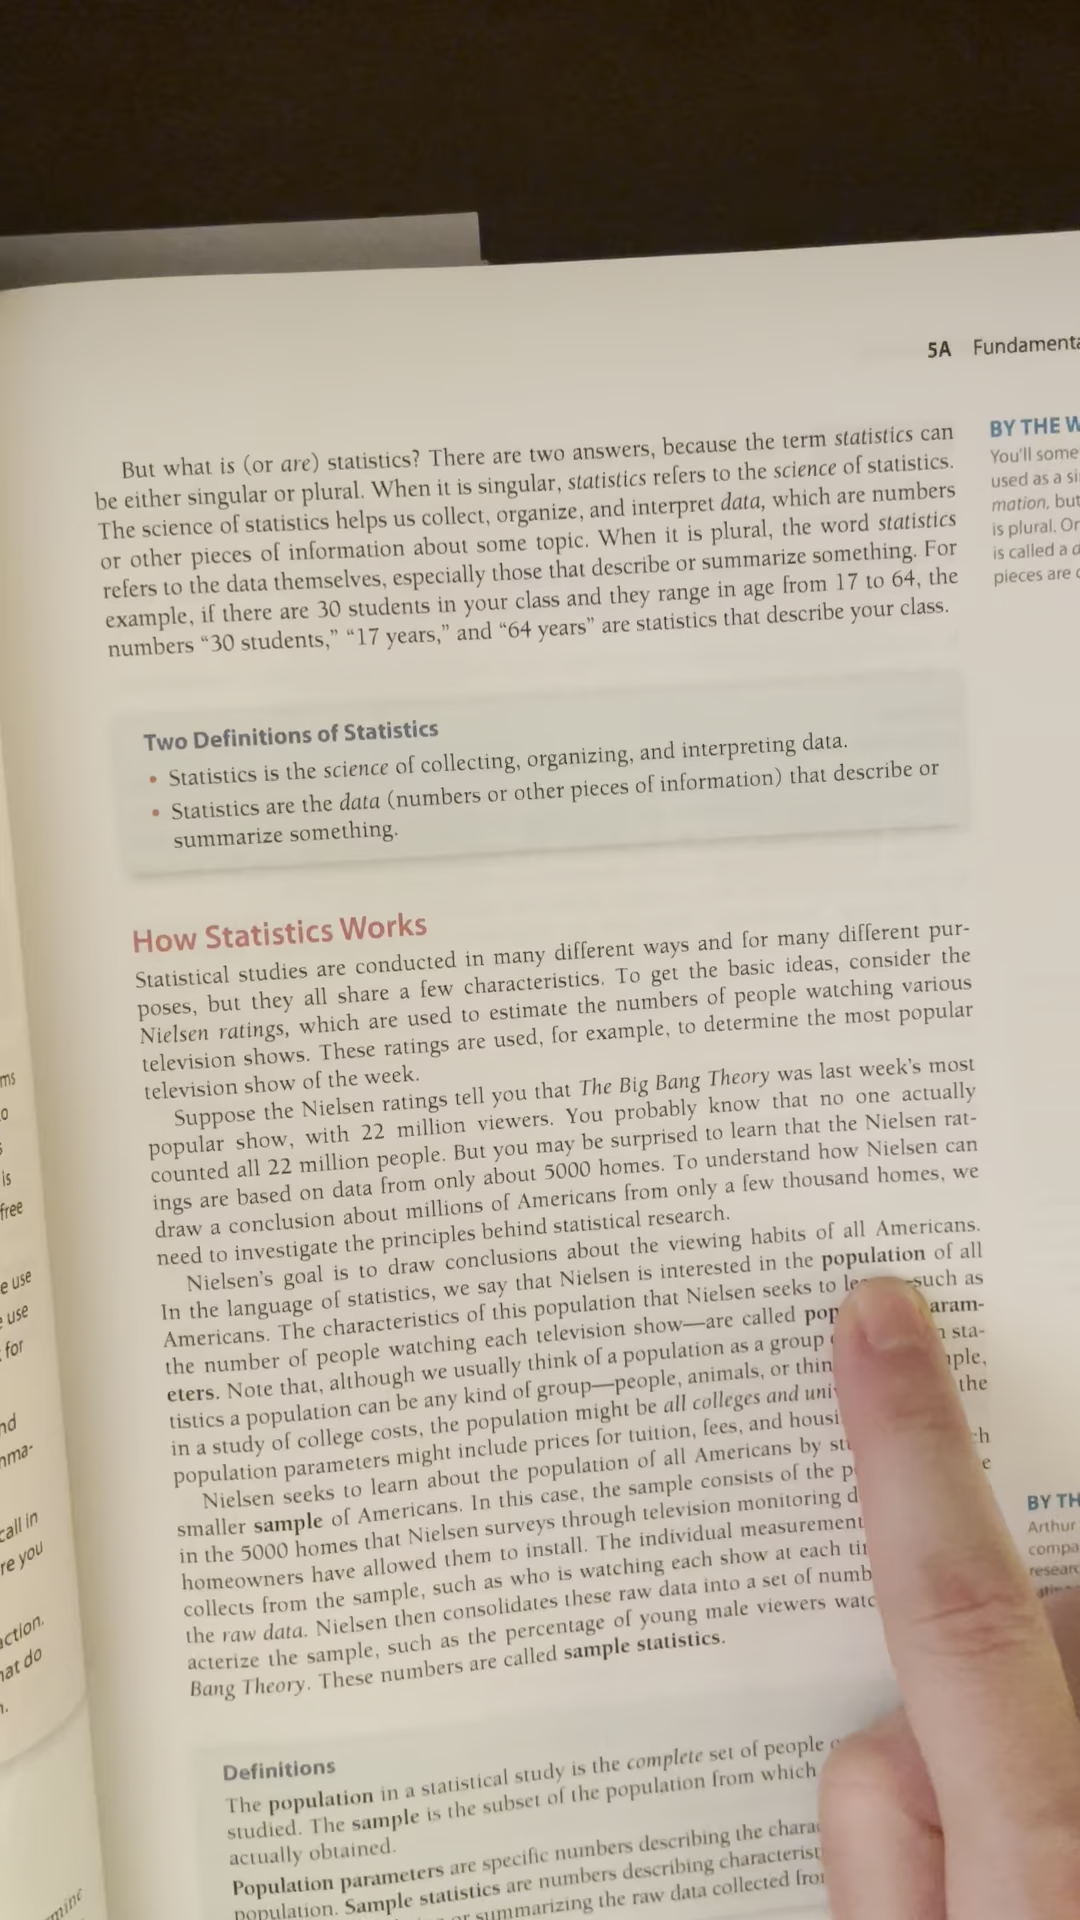 5A Fundamenta
But what is (or are) statistics? There are two answers, because the term statistics can
be either singular or plural. When it is singular, statistics refers to the science of statistics.
The science of statistics helps us collect, organize, and interpret data, which are numbers
or other pieces of information about some topic. When it is plural, the word statistics
refers to the data themselves, especially those that describe or summarize something. For
example, if there are 30 students in your class and they range in age from 17 to 64, the
numbers “30 students,” “17 years,” and “64 years” are statistics that describe your class.
Two Definitions of Statistics
• Statistics is the science of collecting, organizing, and interpreting data.
• Statistics are the data (numbers or other pieces of information) that describe or
summarize something.
How Statistics Works
Statistical studies are conducted in many different ways and for many different pur-
poses, but they all share a few characteristics. To get the basic ideas, consider the
Nielsen ratings, which are used to estimate the numbers of people watching various
television shows. These ratings are used, for example, to determine the most popular
television show of the week.
Suppose the Nielsen ratings tell you that The Big Bang Theory was last week’s most
popular show, with 22 million viewers. You probably know that no one actually
counted all 22 million people. But you may be surprised to learn that the Nielsen rat-
ings are based on data from only about 5000 homes. To understand how Nielsen can
draw a conclusion about millions of Americans from only a few thousand homes, we
need to investigate the principles behind statistical research.
Nielsen’s goal is to draw conclusions about the viewing habits of all Americans.
In the language of statistics, we say that Nielsen is interested in the population of all
Americans. The characteristics of this population that Nielsen seeks to le —such as
the number of people watching each television show—are called pop aram-
eters. Note that, although we usually think of a population as a group n sta-
tistics a population can be any kind of group—people, animals, or thin mple,
in a study of college costs, the population might be all colleges and uni the
population parameters might include prices for tuition, fees, and housi
Nielsen seeks to learn about the population of all Americans by st ch
smaller sample of Americans. In this case, the sample consists of the p e
in the 5000 homes that Nielsen surveys through television monitoring d
homeowners have allowed them to install. The individual measurement
collects from the sample, such as who is watching each show at each ti
the raw data. Nielsen then consolidates these raw data into a set of numb
acterize the sample, such as the percentage of young male viewers watc
Bang Theory. These numbers are called sample statistics.
Definitions
The population in a statistical study is the complete set of people
studied. The sample is the subset of the population from which
actually obtained.
Population parameters are specific numbers describing the charac
population. Sample statistics are numbers describing characterist
or summarizing the raw data collected fro
BY THE W
You’ll some
used as a si
mation, but
is plural. Or
is called a d
pieces are
BY TH
Arthur
compa
researc
ms
is
free
e use
use
for
nd
mma-
call in
re you
action.
hat do
mine